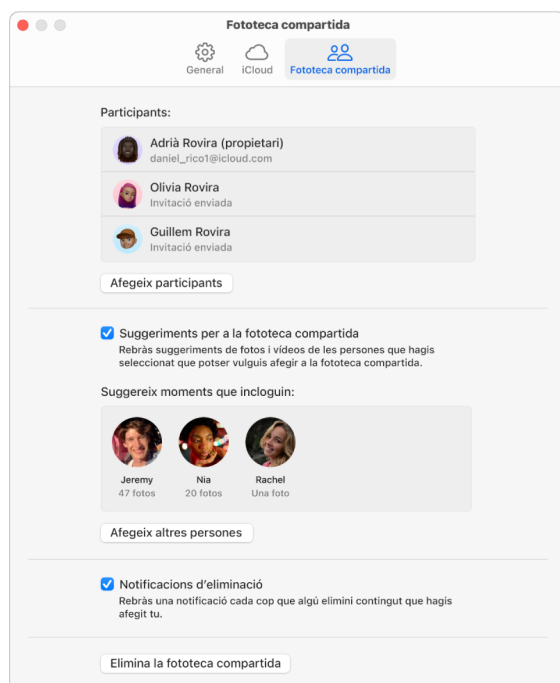 Fototeca compartida
General
iCloud
Fototeca compartida
Participants:
Adrià Rovira (propietari)
daniel_rico1@icloud.com
Olivia Rovira
Invitació enviada
Guillem Rovira
Invitació enviada
Afegeix participants
Suggeriments per a la fototeca compartida
Rebràs suggeriments de fotos i vídeos de les persones que hagis
seleccionat que potser vulguis afegir a la fototeca compartida.
Suggereix moments que incloguin:
Jeremy
47 fotos
Nia
20 fotos
Rachel
Una foto
Afegeix altres persones
Notificacions d’eliminació
Rebràs una notificació cada cop que algú elimini contingut que hagis
afegit tu.
Elimina la fototeca compartida